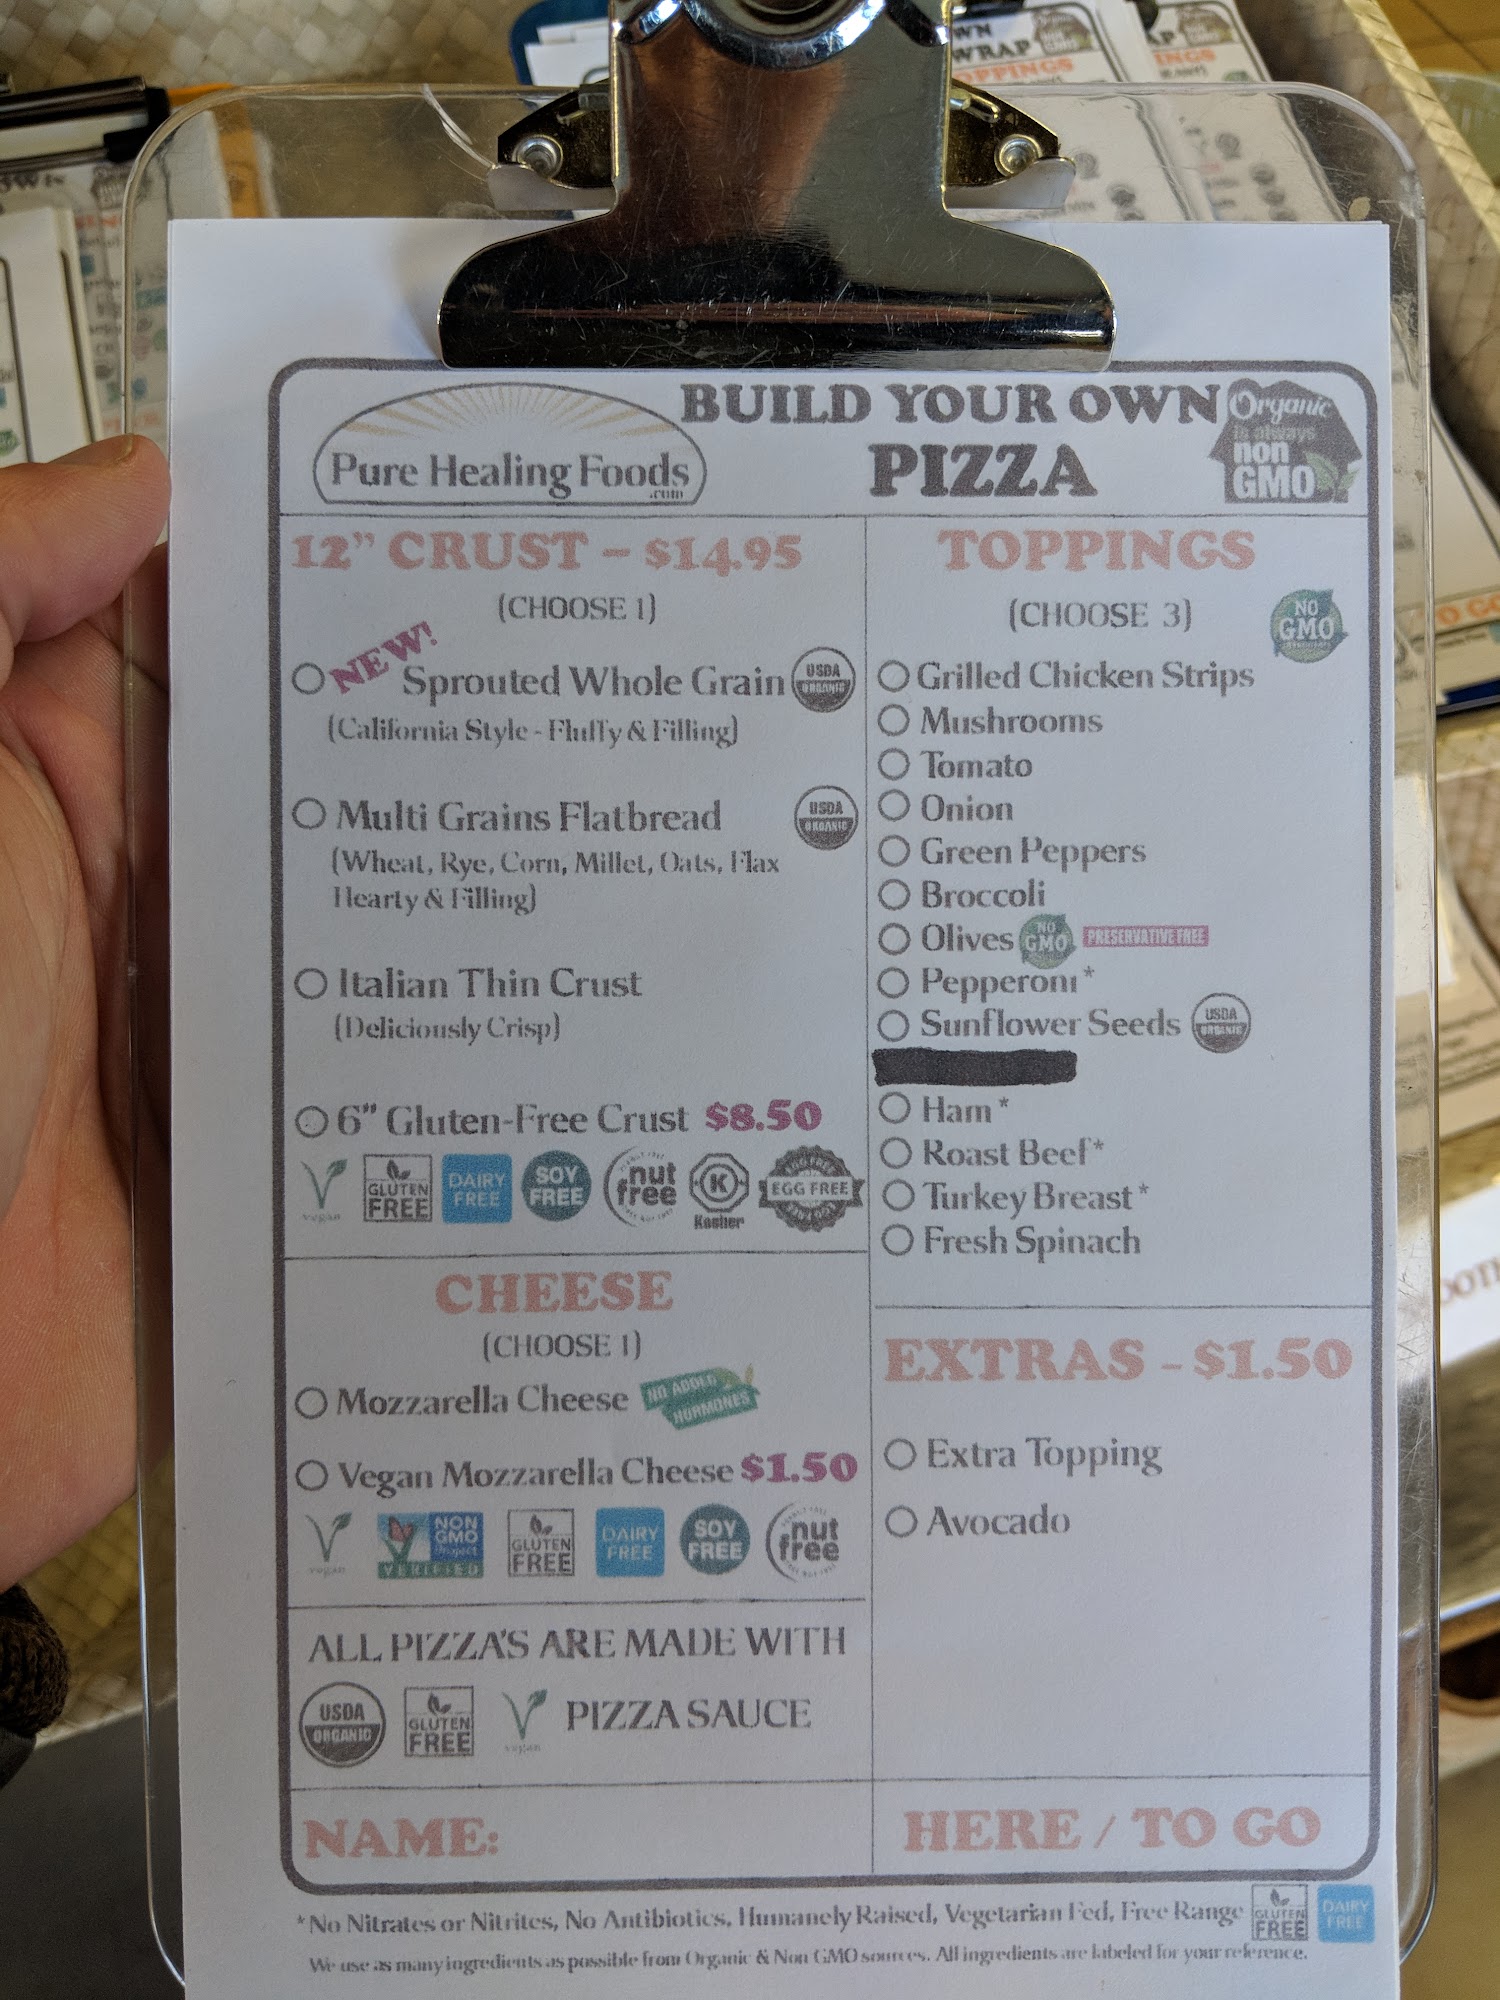 Pure Healing Foods
.com
BUILD YOUR OWN
PIZZA
Organic
is always
non
GMO
12” CRUST – $14.95
(CHOOSE 1)
NEW!
Sprouted Whole Grain
USDA
ORGANIC
(California Style - Fluffy & Filling)
Multi Grains Flatbread
USDA
ORGANIC
(Wheat, Rye, Corn, Millet, Oats, Flax
Hearty & Filling)
Italian Thin Crust
(Deliciously Crisp)
6” Gluten-Free Crust $8.50
vegan
GLUTEN
FREE
DAIRY
FREE
SOY
FREE
nut
free
K
Kosher
EGG FREE
CHEESE
(CHOOSE 1)
Mozzarella Cheese
NO ADDED
HORMONES
Vegan Mozzarella Cheese $1.50
vegan
NON
GMO
Project
VERIFIED
GLUTEN
FREE
DAIRY
FREE
SOY
FREE
nut
free
ALL PIZZA'S ARE MADE WITH
USDA
ORGANIC
GLUTEN
FREE
vegan
PIZZA SAUCE
TOPPINGS
(CHOOSE 3)
NO
GMO
Grilled Chicken Strips
Mushrooms
Tomato
Onion
Green Peppers
Broccoli
Olives
NO
GMO
PRESERVATIVE FREE
Pepperoni*
Sunflower Seeds
USDA
ORGANIC
Ham*
Roast Beef*
Turkey Breast*
Fresh Spinach
EXTRAS - $1.50
Extra Topping
Avocado
NAME:
HERE / TO GO
*No Nitrates or Nitrites, No Antibiotics, Humanely Raised, Vegetarian Fed, Free Range
GLUTEN
FREE
DAIRY
FREE
We use as many ingredients as possible from Organic & Non GMO sources. All ingredients are labeled for your reference.